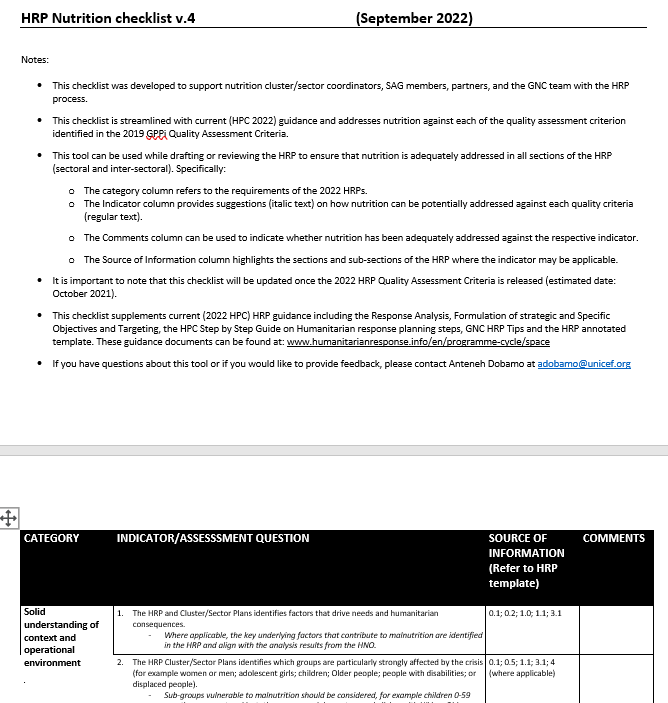 HRP Nutrition checklist v.4 (September 2022)
Notes:
• This checklist was developed to support nutrition cluster/sector coordinators, SAG members, partners, and the GNC team with the HRP
process.
• This checklist is streamlined with current (HPC 2022) guidance and addresses nutrition against each of the quality assessment criterion
identified in the 2019 GPPi Quality Assessment Criteria.
• This tool can be used while drafting or reviewing the HRP to ensure that nutrition is adequately addressed in all sections of the HRP
(sectoral and inter-sectoral). Specifically:
o The category column refers to the requirements of the 2022 HRPs.
o The Indicator column provides suggestions (italic text) on how nutrition can be potentially addressed against each quality criteria
(regular text).
o The Comments column can be used to indicate whether nutrition has been adequately addressed against the respective indicator.
o The Source of Information column highlights the sections and sub-sections of the HRP where the indicator may be applicable.
• It is important to note that this checklist will be updated once the 2022 HRP Quality Assessment Criteria is released (estimated date:
October 2021).
• This checklist supplements current (2022 HPC) HRP guidance including the Response Analysis, Formulation of strategic and Specific
Objectives and Targeting, the HPC Step by Step Guide on Humanitarian response planning steps, GNC HRP Tips and the HRP annotated
template. These guidance documents can be found at: www.humanitarianresponse.info/en/programme-cycle/space
• If you have questions about this tool or if you would like to provide feedback, please contact Anteneh Dobamo at adobamo@unicef.org
CATEGORY
INDICATOR/ASSESSSMENT QUESTION
SOURCE OF
INFORMATION
(Refer to HRP
template)
COMMENTS
Solid
understanding of
context and
operational
environment
.
1. The HRP and Cluster/Sector Plans identifies factors that drive needs and humanitarian
consequences.
- Where applicable, the key underlying factors that contribute to malnutrition are identified
in the HRP and align with the analysis results from the HNO.
0.1; 0.2; 1.0; 1.1; 3.1
2. The HRP Cluster/Sector Plans identifies which groups are particularly strongly affected by the crisis
(for example women or men; adolescent girls; children; Older people; people with disabilities; or
displaced people).
- Sub-groups vulnerable to malnutrition should be considered, for example children 0-59
0.1; 0.5; 1.1; 3.1; 4
(where applicable)